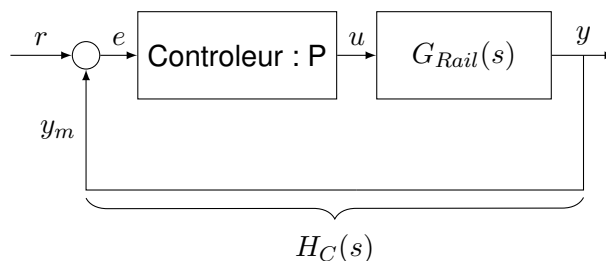 r e Controleur : P u G_{Rail}(s) y
y_m
H_C(s)